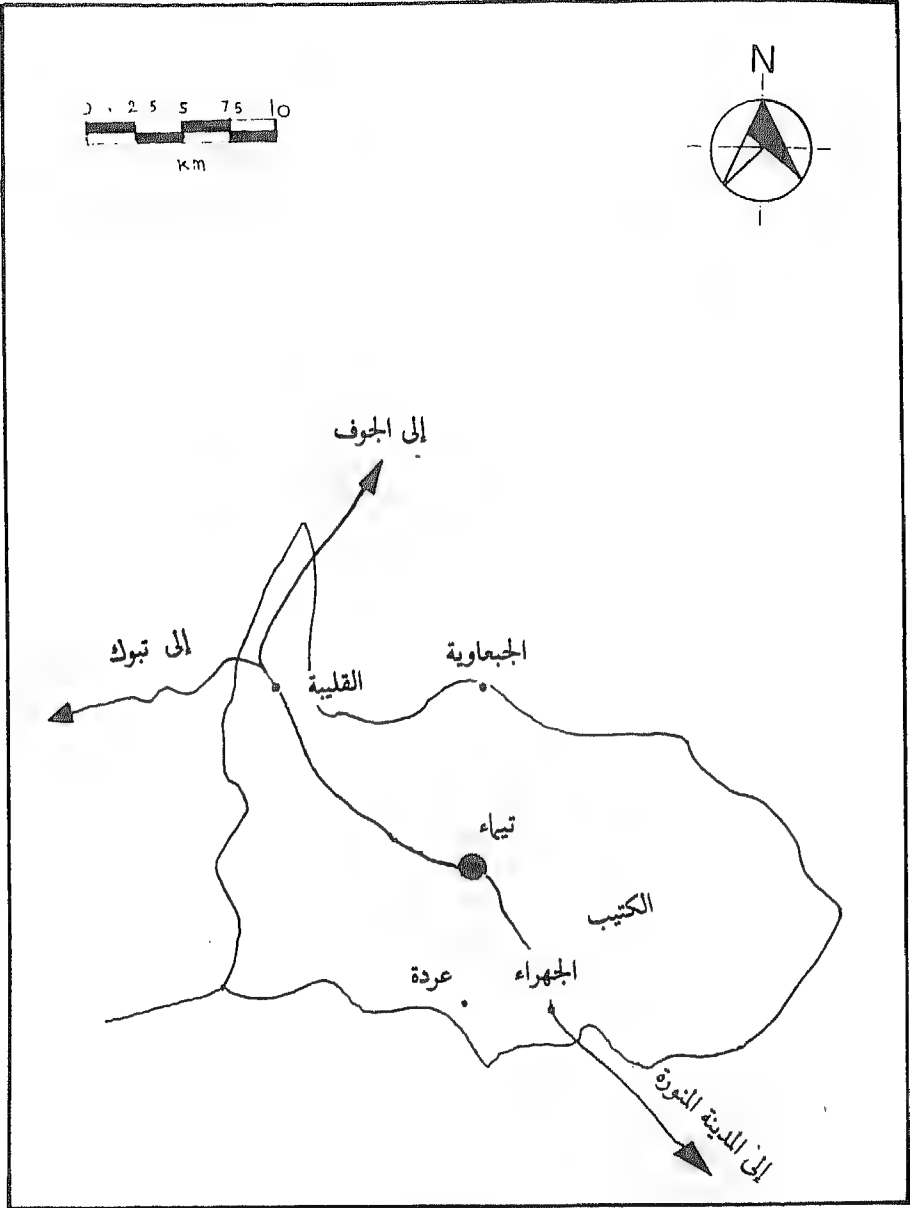 N
0 . 2 5 5 7 5 10
km
إلى الجوف
إلى تبوك
القليبة
الجبعاوية
تيماء
الكتيب
عردة
الجهراء
إلى المدينة المنورة